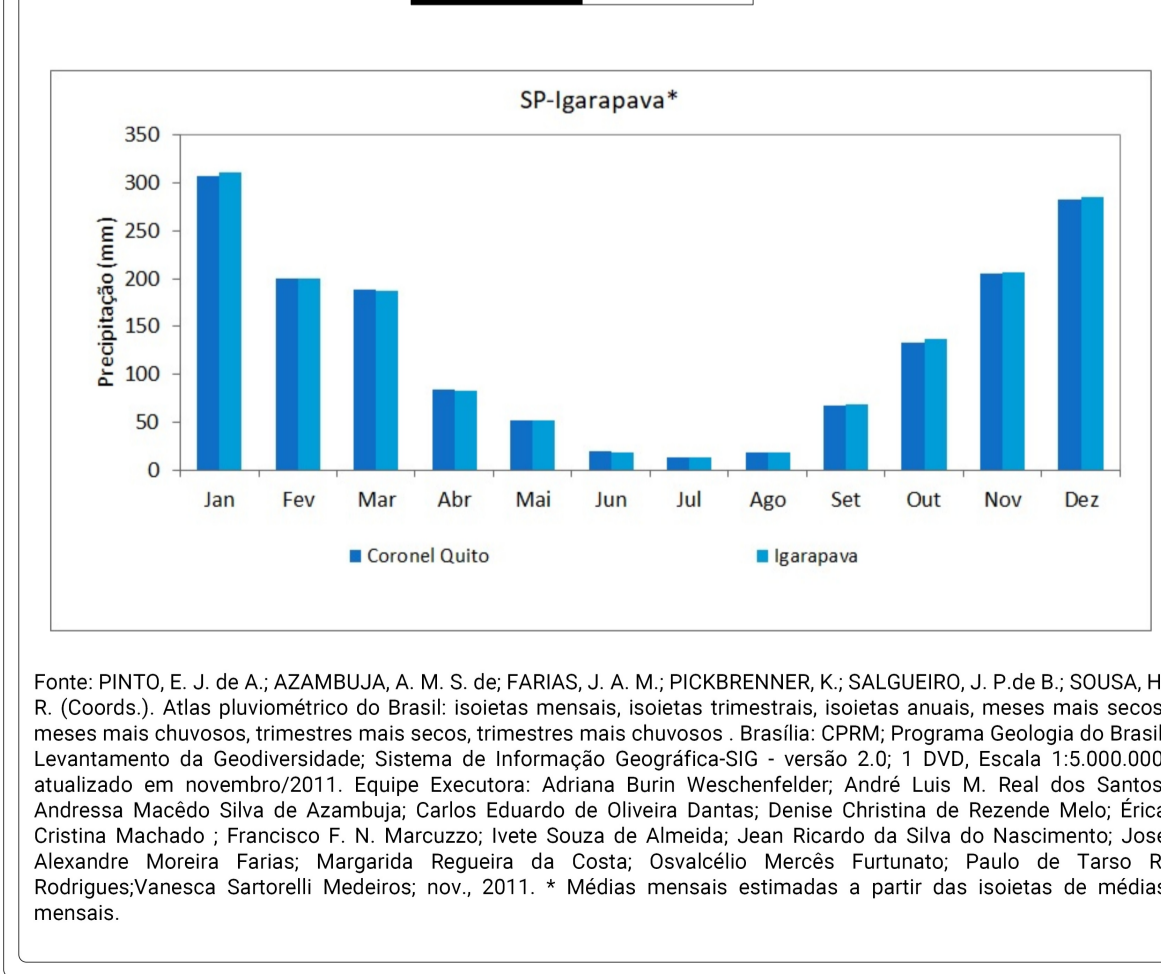 SP-Igarapava*
350
300
250
200
150
100
50
0
Precipitação (mm)
Jan Fev Mar Abr Mai Jun Jul Ago Set Out Nov Dez
Coronel Quito Igarapava
Fonte: PINTO, E. J. de A.; AZAMBUJA, A. M. S. de; FARIAS, J. A. M.; PICKBRENNER, K.; SALGUEIRO, J. P.de B.; SOUSA, H
R. (Coords.). Atlas pluviométrico do Brasil: isoietas mensais, isoietas trimestrais, isoietas anuais, meses mais secos
meses mais chuvosos, trimestres mais secos, trimestres mais chuvosos . Brasília: CPRM; Programa Geologia do Brasil
Levantamento da Geodiversidade; Sistema de Informação Geográfica-SIG - versão 2.0; 1 DVD, Escala 1:5.000.000
atualizado em novembro/2011. Equipe Executora: Adriana Burin Weschenfelder; André Luis M. Real dos Santos
Andressa Macêdo Silva de Azambuja; Carlos Eduardo de Oliveira Dantas; Denise Christina de Rezende Melo; Érica
Cristina Machado ; Francisco F. N. Marcuzzo; Ivete Souza de Almeida; Jean Ricardo da Silva do Nascimento; José
Alexandre Moreira Farias; Margarida Regueira da Costa; Osvalcélio Mercês Furtunato; Paulo de Tarso R
Rodrigues;Vanesca Sartorelli Medeiros; nov., 2011. * Médias mensais estimadas a partir das isoietas de médias
mensais.